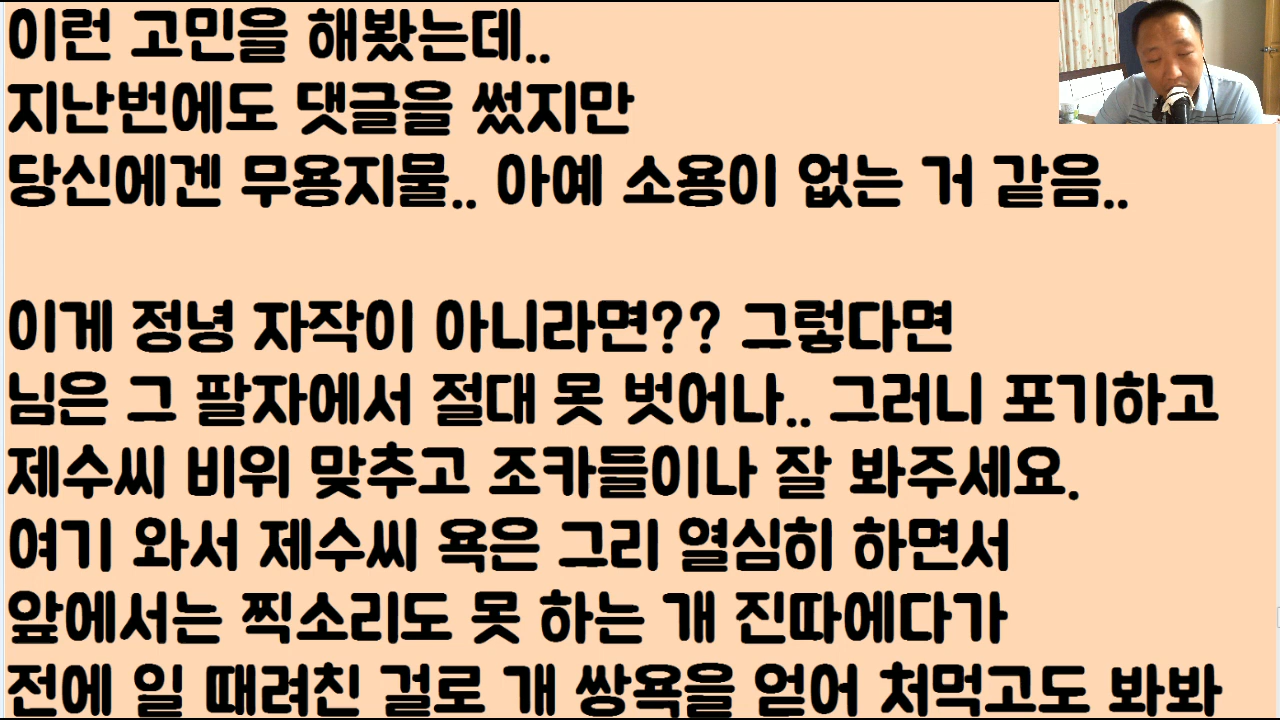 이런 고민을 해봤는데..
지난번에도 댓글을 썼지만
당신에겐 무용지물.. 아예 소용이 없는 거 같음..
이게 정녕 자작이 아니라면?? 그렇다면
님은 그 팔자에서 절대 못 벗어나.. 그러니 포기하고
제수씨 비위 맞추고 조카들이나 잘 봐주세요.
여기 와서 제수씨 욕은 그리 열심히 하면서
앞에서는 찍소리도 못 하는 개 진따에다가
전에 일 때려친 걸로 개 쌍욕을 얻어 처먹고도 봐봐